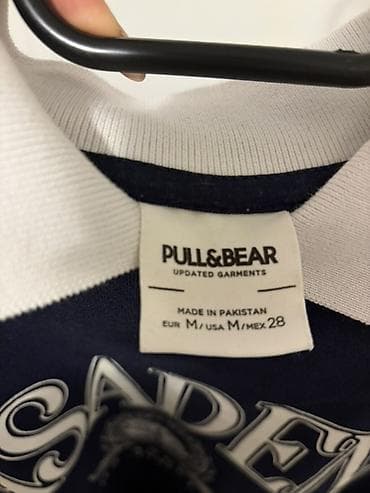 PULL&BEAR
UPDATED GARMENTS
MADE IN PAKISTAN
EUR M/USA M/MEX 28